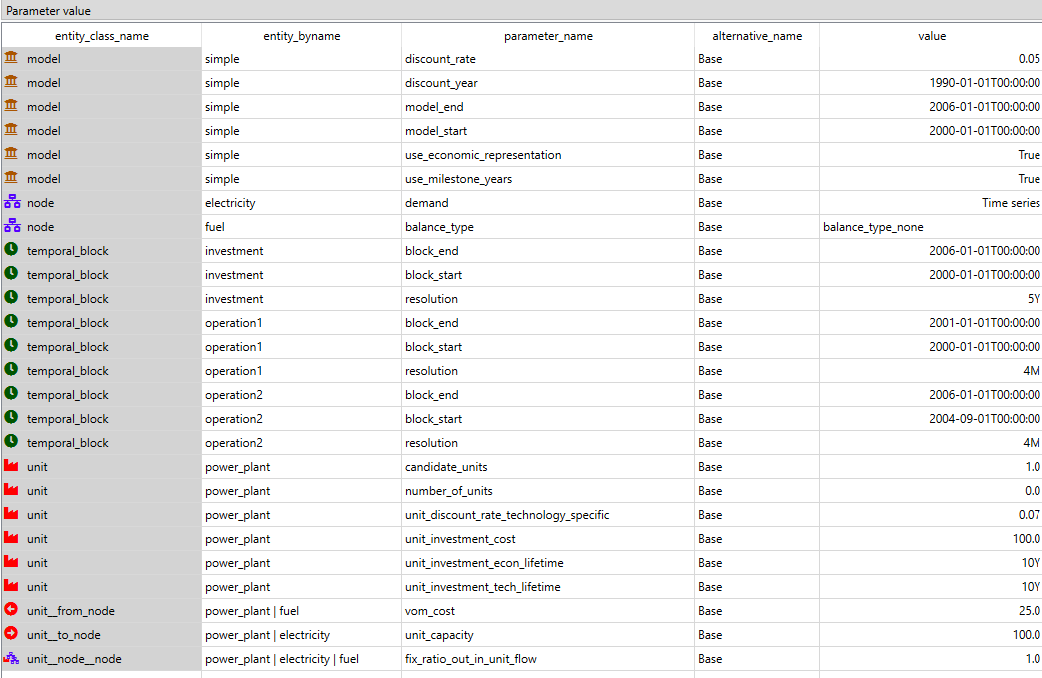 Parameter value
entity_class_name entity_byname parameter_name alternative_name value
model simple discount_rate Base 0.05
model simple discount_year Base 1990-01-01T00:00:00
model simple model_end Base 2006-01-01T00:00:00
model simple model_start Base 2000-01-01T00:00:00
model simple use_economic_representation Base True
model simple use_milestone_years Base True
node electricity demand Base Time series
node fuel balance_type Base balance_type_none
temporal_block investment block_end Base 2006-01-01T00:00:00
temporal_block investment block_start Base 2000-01-01T00:00:00
temporal_block investment resolution Base 5Y
temporal_block operation1 block_end Base 2001-01-01T00:00:00
temporal_block operation1 block_start Base 2000-01-01T00:00:00
temporal_block operation1 resolution Base 4M
temporal_block operation2 block_end Base 2006-01-01T00:00:00
temporal_block operation2 block_start Base 2004-09-01T00:00:00
temporal_block operation2 resolution Base 4M
unit power_plant candidate_units Base 1.0
unit power_plant number_of_units Base 0.0
unit power_plant unit_discount_rate_technology_specific Base 0.07
unit power_plant unit_investment_cost Base 100.0
unit power_plant unit_investment_econ_lifetime Base 10Y
unit power_plant unit_investment_tech_lifetime Base 10Y
unit__from_node power_plant | fuel vom_cost Base 25.0
unit__to_node power_plant | electricity unit_capacity Base 100.0
unit__node__node power_plant | electricity | fuel fix_ratio_out_in_unit_flow Base 1.0